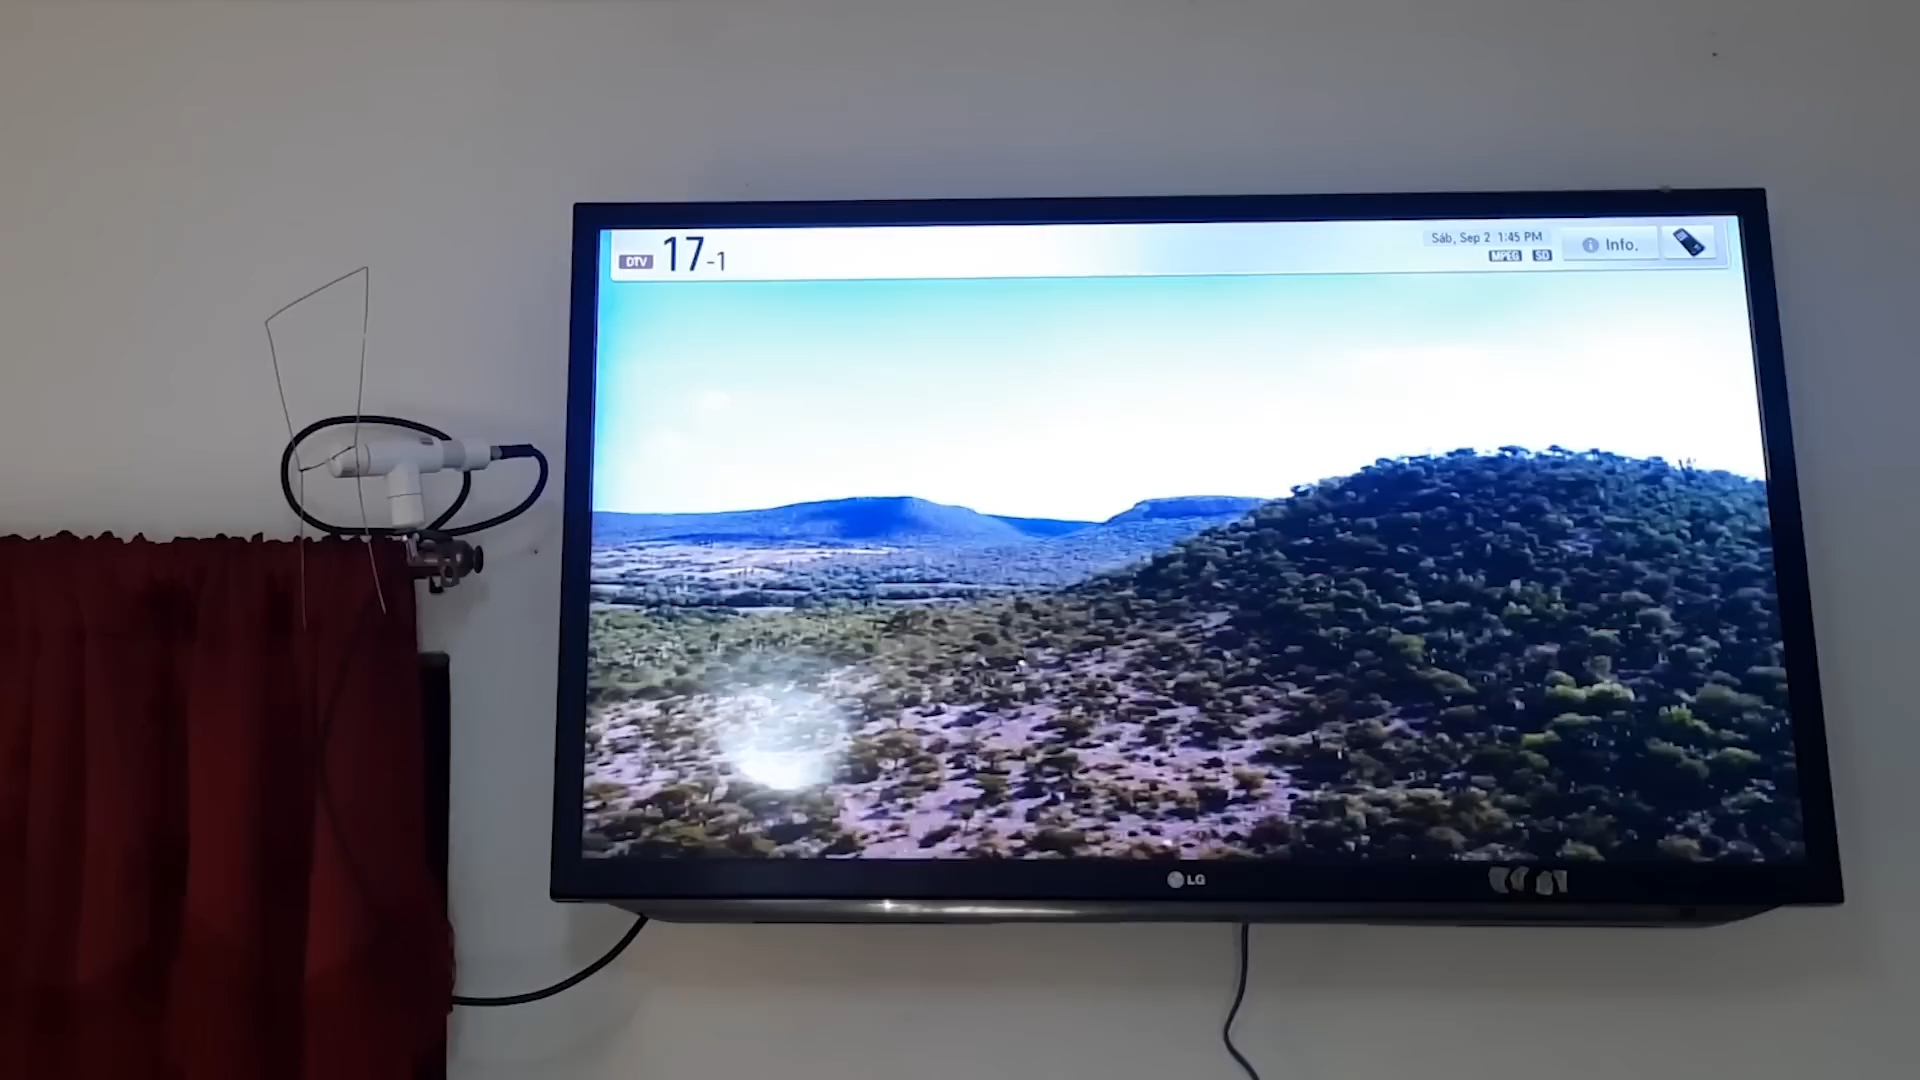 DTV 17-1
Sáb, Sep 2 1:45 PM
MPEG SD
Info.
LG